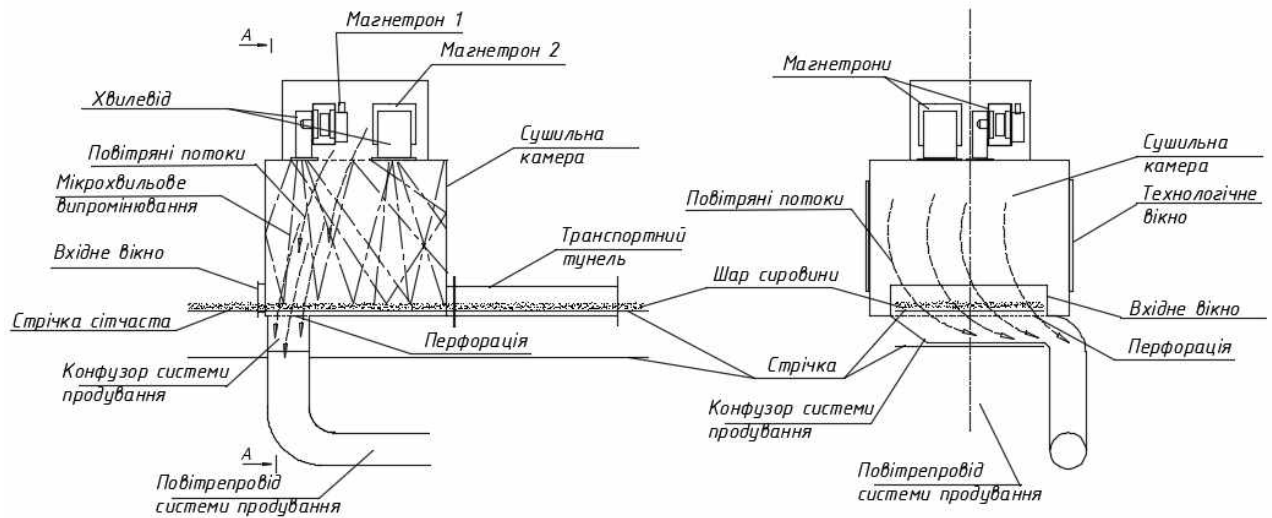 А
Магнетрон 1
Магнетрон 2
Хвилевід
Повітряні потоки
Мікрохвильове
випромінювання
Вхідне вікно
Стрічка сітчаста
Конфузор системи
продування
А
Повітрепровід
системи продування
Перфорація
Сушильна
камера
Транспортний
тунель
Шар сировини
Стрічка
Магнетрони
Повітряні потоки
Сушильна
камера
Технологічне
вікно
Вхідне вікно
Перфорація
Конфузор системи
продування
Повітрепровід
системи продування